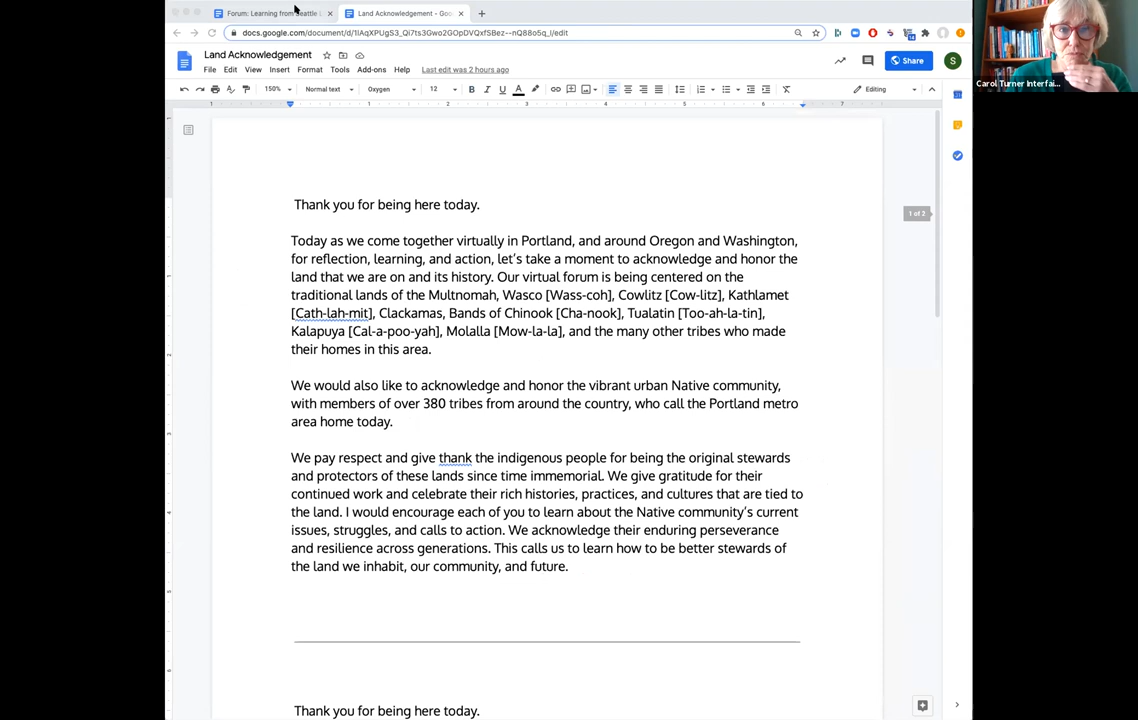 Forum: Learning from Seattle
Land Acknowledgement - Goo
docs.google.com/document/d/1lAqXPUgS3_Qi7ts3Gwo2GOpDVQxfSBez--nQ88o5q_I/edit
Land Acknowledgement
Share
S
File Edit View Insert Format Tools Add-ons Help Last edit was 2 hours ago
150% Normal text Oxygen 12 B I U A Editing
1 1 2 3 4 5 6 7
Carol Turner Interfai...
1 of 2
Thank you for being here today.
Today as we come together virtually in Portland, and around Oregon and Washington,
for reflection, learning, and action, let's take a moment to acknowledge and honor the
land that we are on and its history. Our virtual forum is being centered on the
traditional lands of the Multnomah, Wasco [Wass-coh], Cowlitz [Cow-litz], Kathlamet
[Cath-lah-mit], Clackamas, Bands of Chinook [Cha-nook], Tualatin [Too-ah-la-tin],
Kalapuya [Cal-a-poo-yah], Molalla [Mow-la-la], and the many other tribes who made
their homes in this area.
We would also like to acknowledge and honor the vibrant urban Native community,
with members of over 380 tribes from around the country, who call the Portland metro
area home today.
We pay respect and give thank the indigenous people for being the original stewards
and protectors of these lands since time immemorial. We give gratitude for their
continued work and celebrate their rich histories, practices, and cultures that are tied to
the land. I would encourage each of you to learn about the Native community's current
issues, struggles, and calls to action. We acknowledge their enduring perseverance
and resilience across generations. This calls us to learn how to be better stewards of
the land we inhabit, our community, and future.
Thank you for being here today.